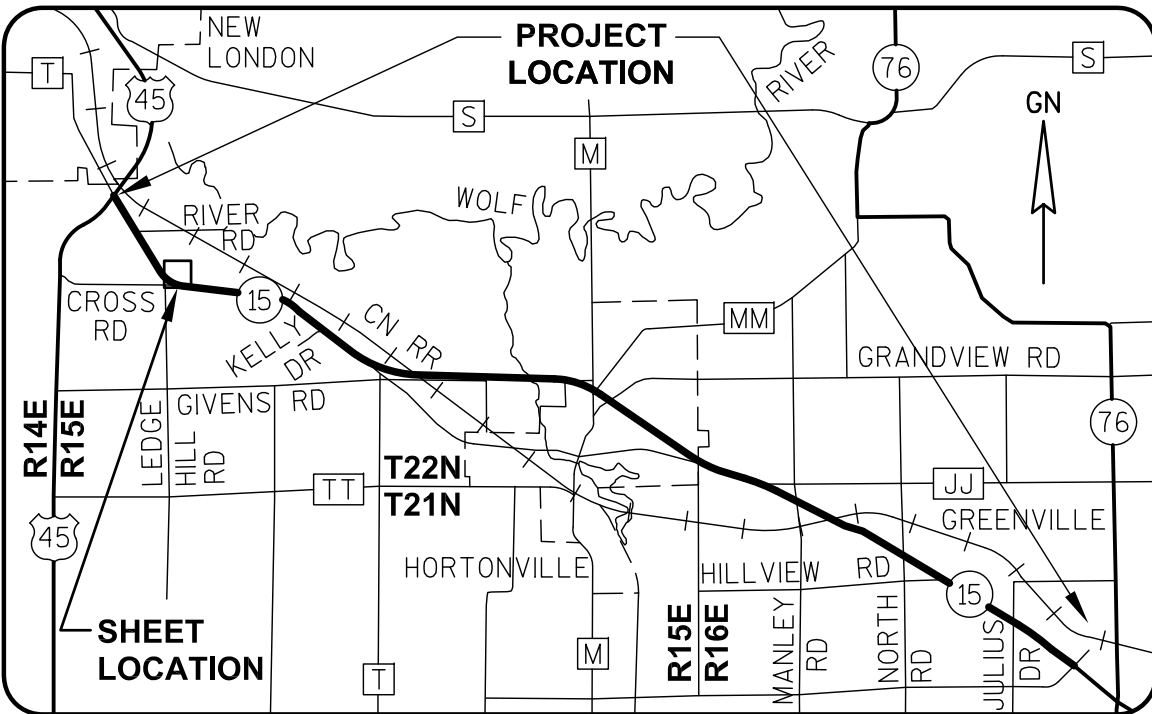 NEW
LONDON
PROJECT
LOCATION
RIVER
76
S
T
45
S
M
GN
WOLF
RIVER
RD
CROSS
RD
15
KELLY
DR
CN RR
MM
GRANDVIEW RD
R14E
R15E
LEDGE
HILL
RD
GIVENS RD
76
T22N
T21N
TT
JJ
45
GREENVILLE
HORTONVILLE
HILLVIEW RD
15
SHEET
LOCATION
R15E
R16E
MANLEY
RD
NORTH
RD
JULIUS
DR
M
T